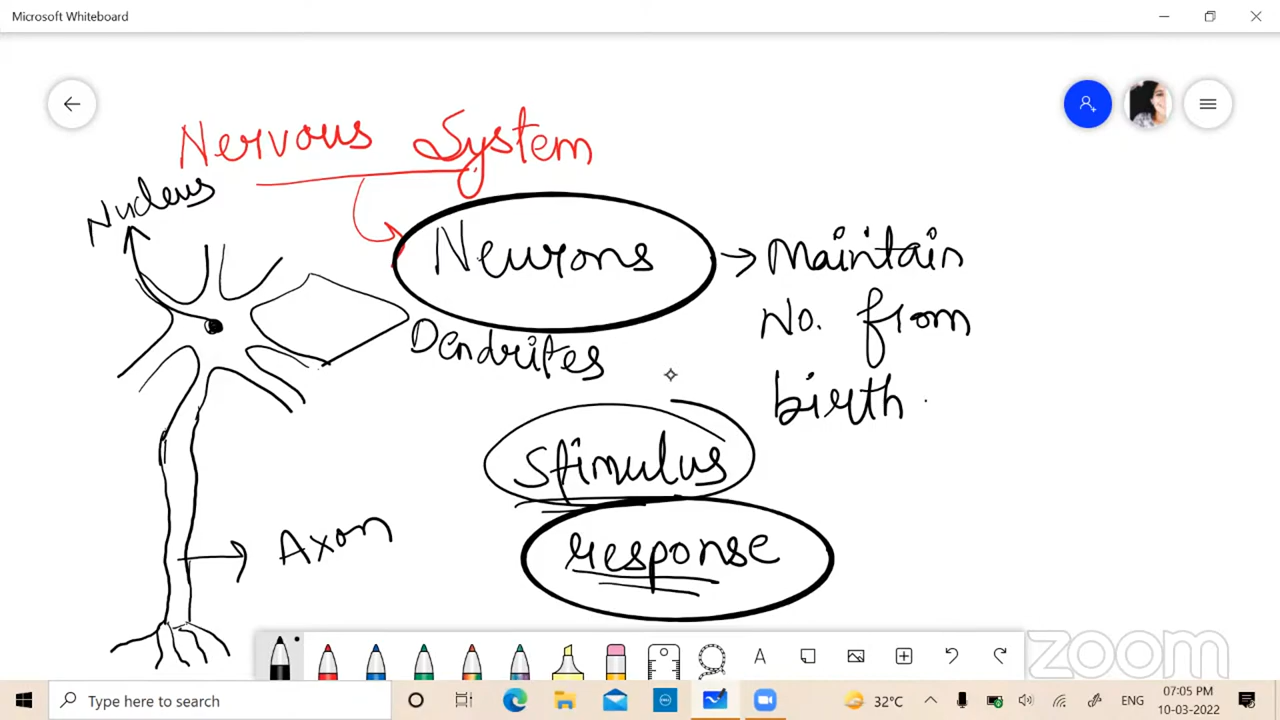 Microsoft Whiteboard
Nervous System
Nucleus
Neurons
→ Maintain
No. from
birth.
Dendrites
Stimulus
response
Axon
A
zoom
Type here to search
DELL
32°C
ENG
07:05 PM
10-03-2022